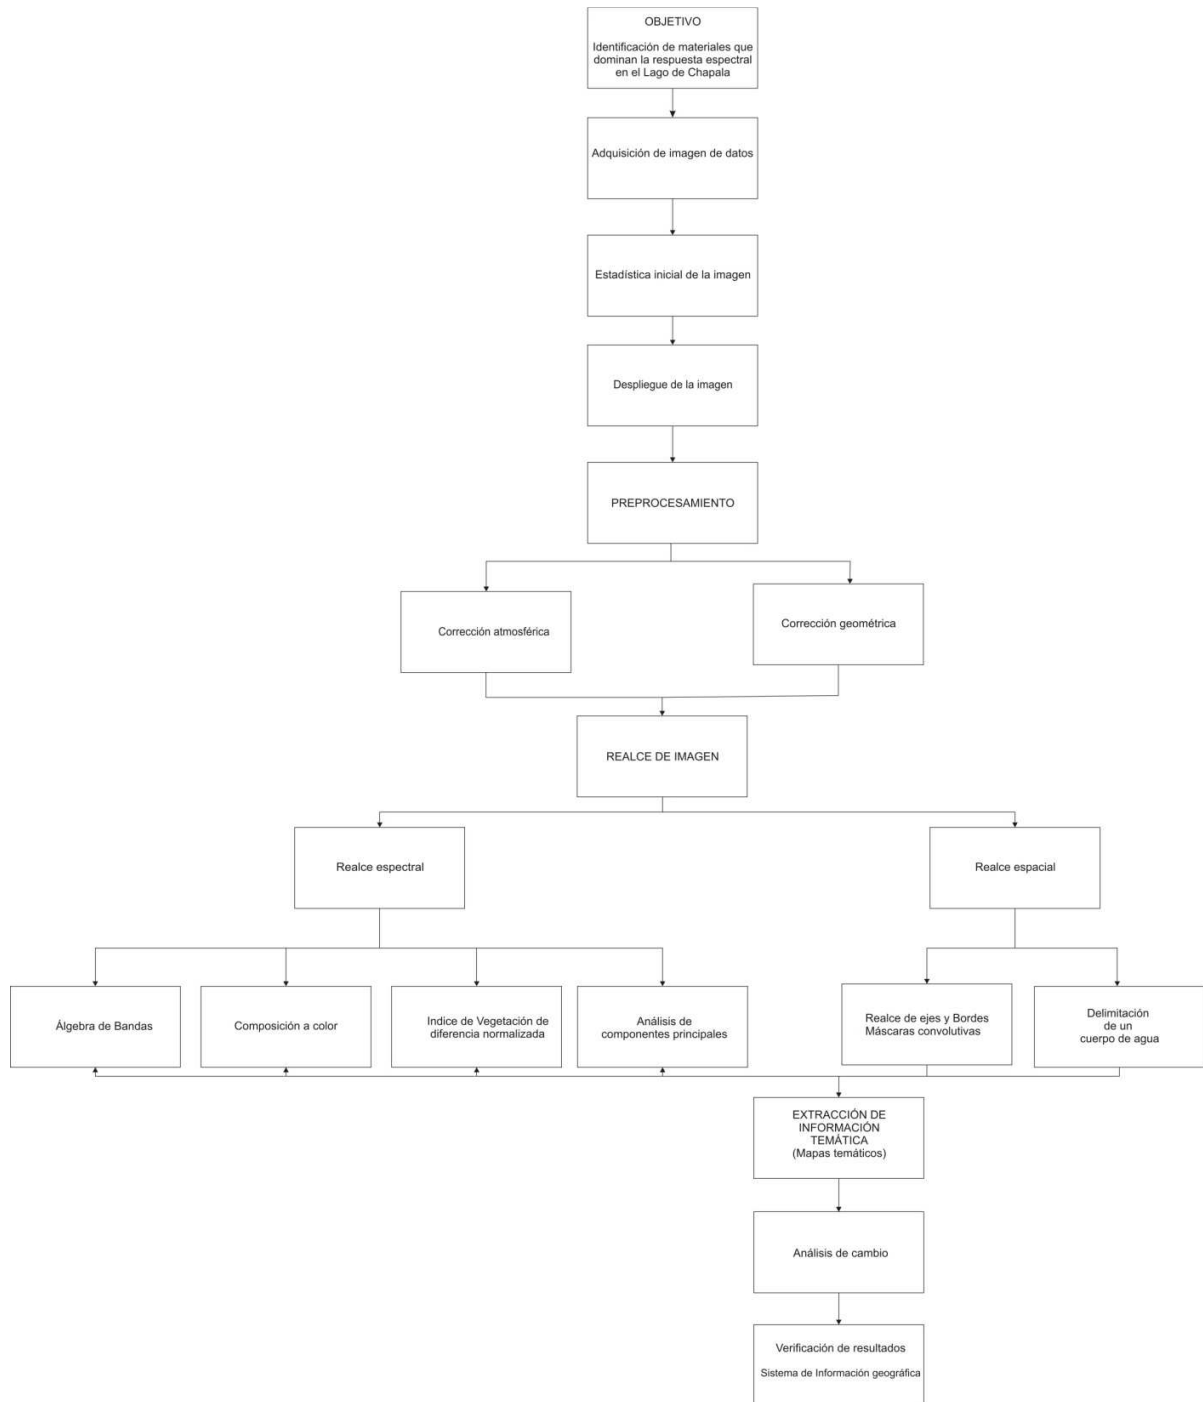 OBJETIVO
Identificación de materiales que
dominan la respuesta espectral
en el Lago de Chapala
Adquisición de imagen de datos
Estadística inicial de la imagen
Despliegue de la imagen
PREPROCESAMIENTO
Corrección atmosférica
Corrección geométrica
REALCE DE IMAGEN
Realce espectral
Realce espacial
Álgebra de Bandas
Composición a color
Indice de Vegetación de
diferencia normalizada
Análisis de
componentes principales
Realce de ejes y Bordes
Máscaras convolutivas
Delimitación
de un
cuerpo de agua
EXTRACCIÓN DE
INFORMACIÓN
TEMÁTICA
(Mapas temáticos)
Análisis de cambio
Verificación de resultados
Sistema de Información geográfica